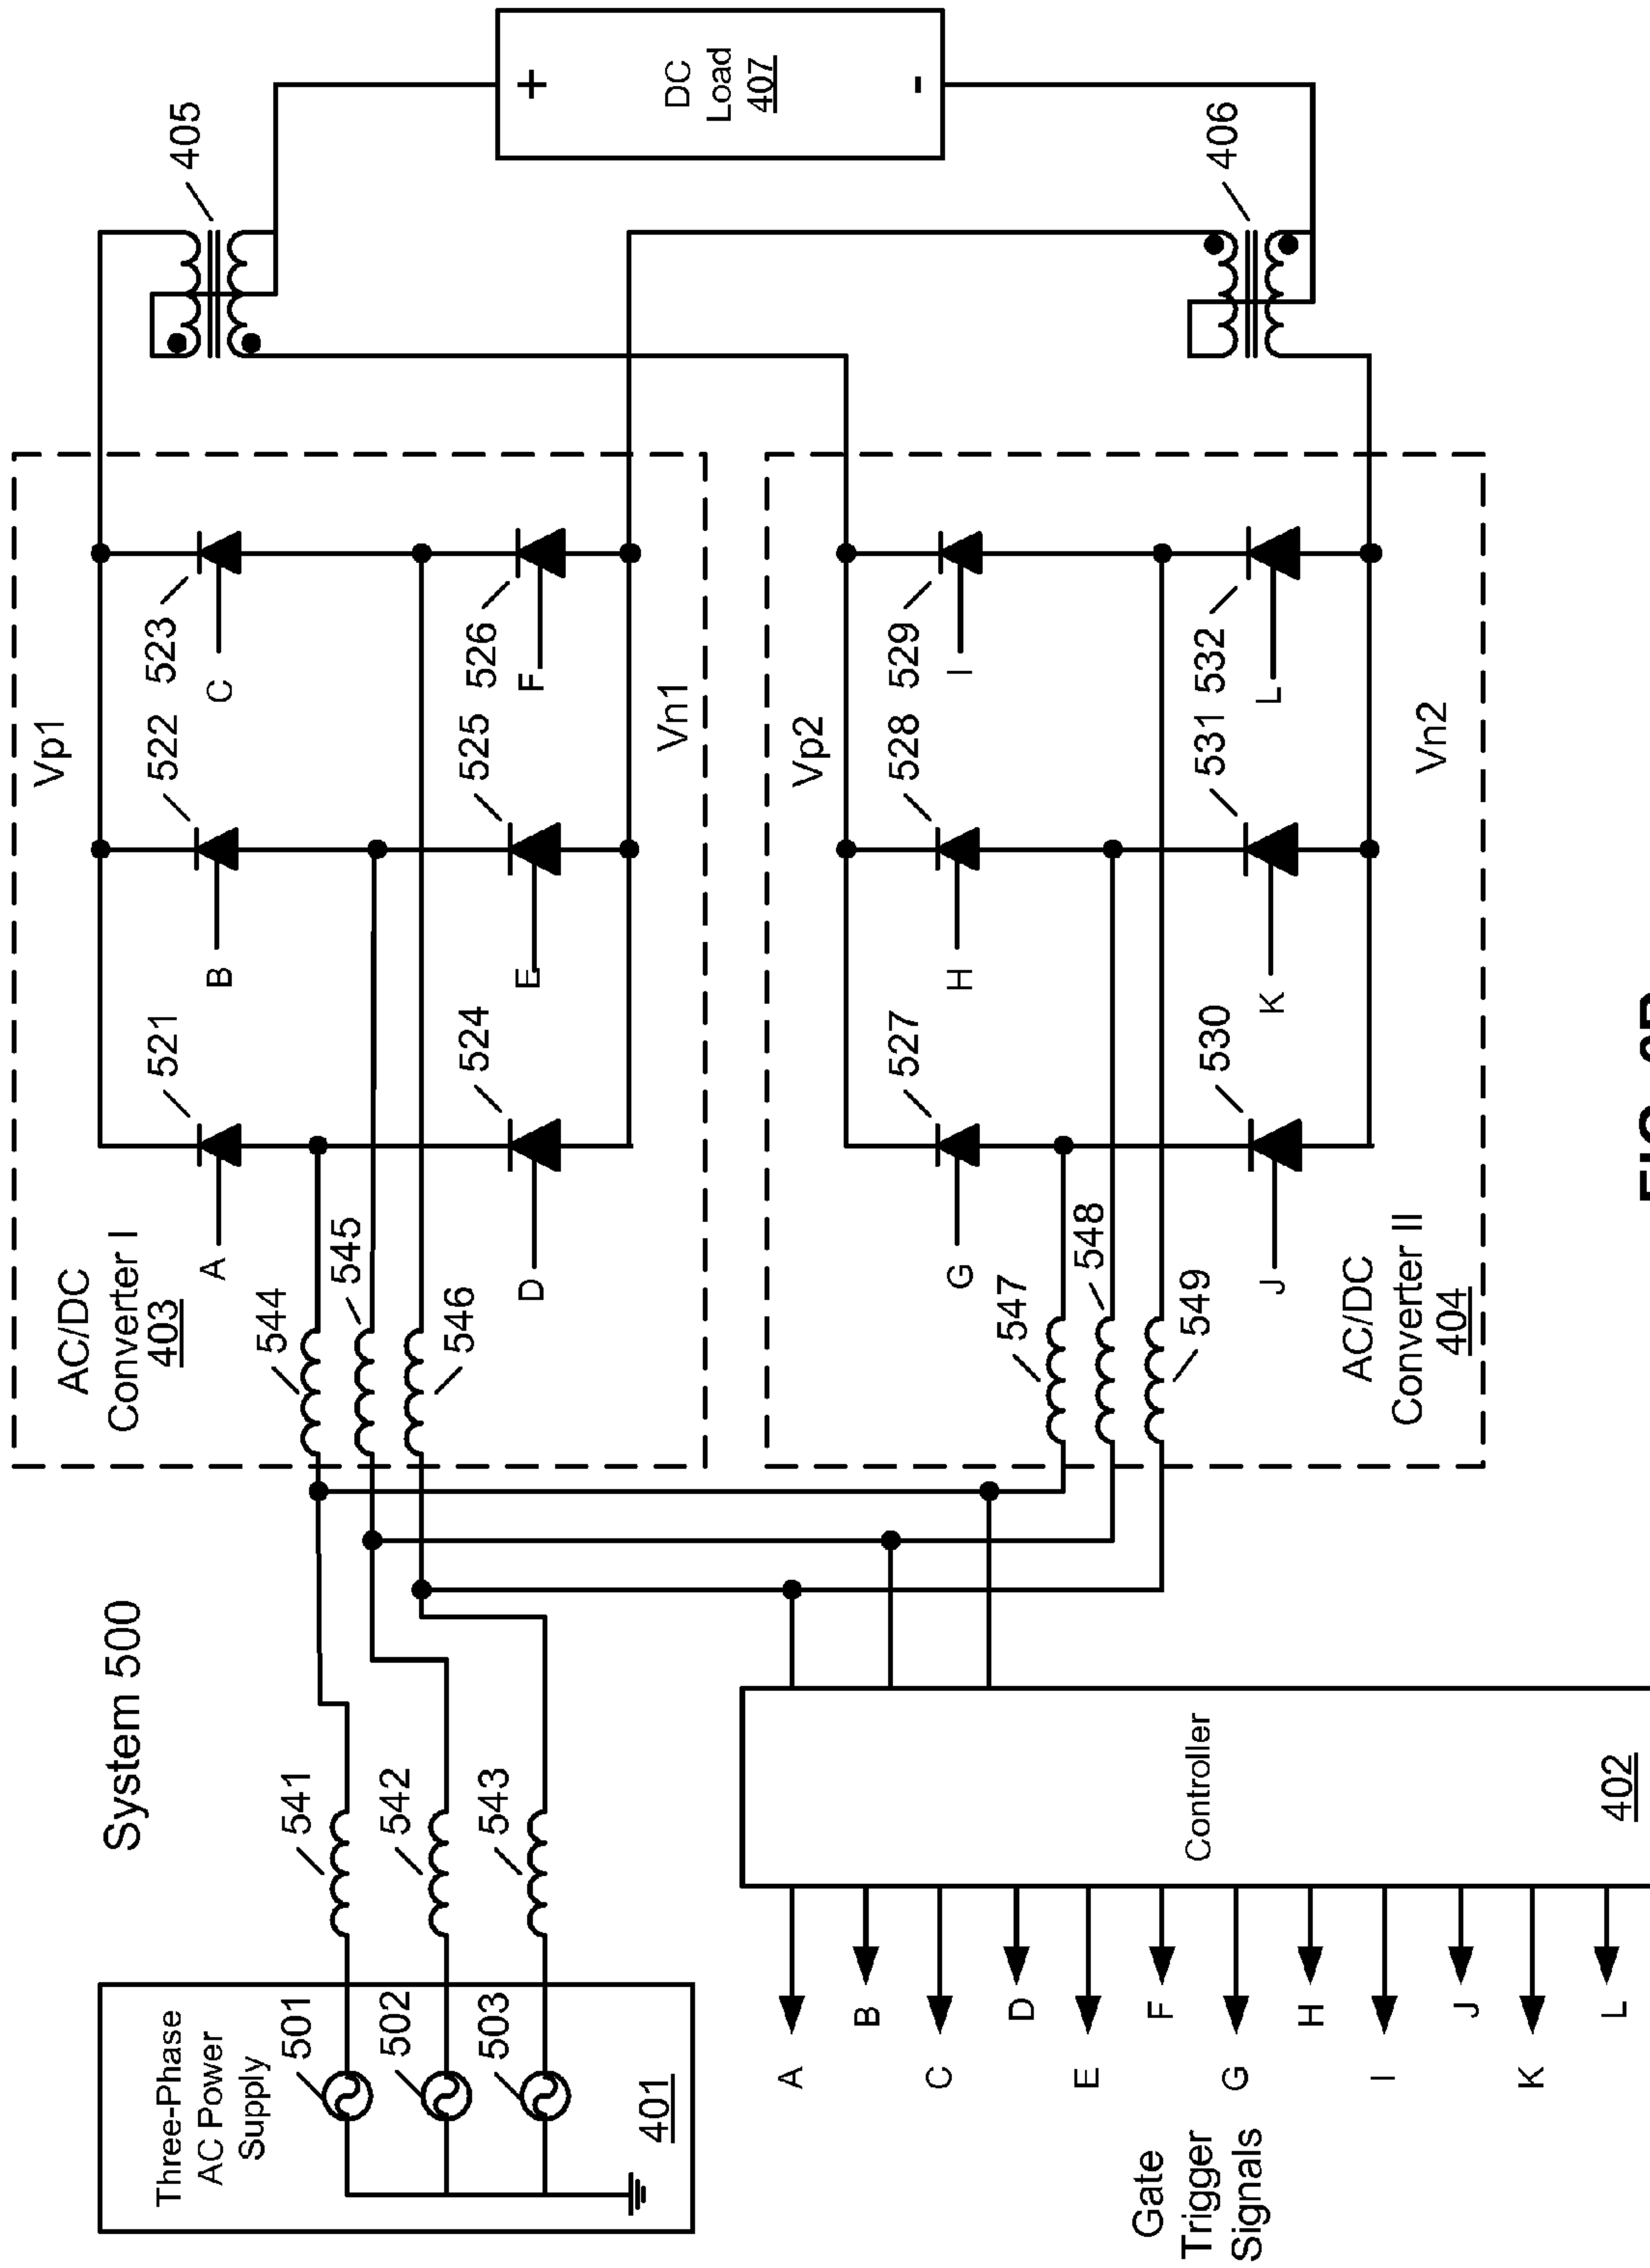 System 500
Three-Phase
AC Power
Supply
501
502
503
401
541
542
543
AC/DC
Converter I
403
544
545
546
Vp1
521
522
523
A
B
C
524
525
526
D
E
F
Vn1
405
+
DC
Load
407
-
406
Vp2
527
528
529
G
H
I
547
548
549
530
531
532
J
K
L
Vn2
AC/DC
Converter II
404
Controller
402
A
B
C
D
E
F
G
H
I
J
K
L
Gate
Trigger
Signals